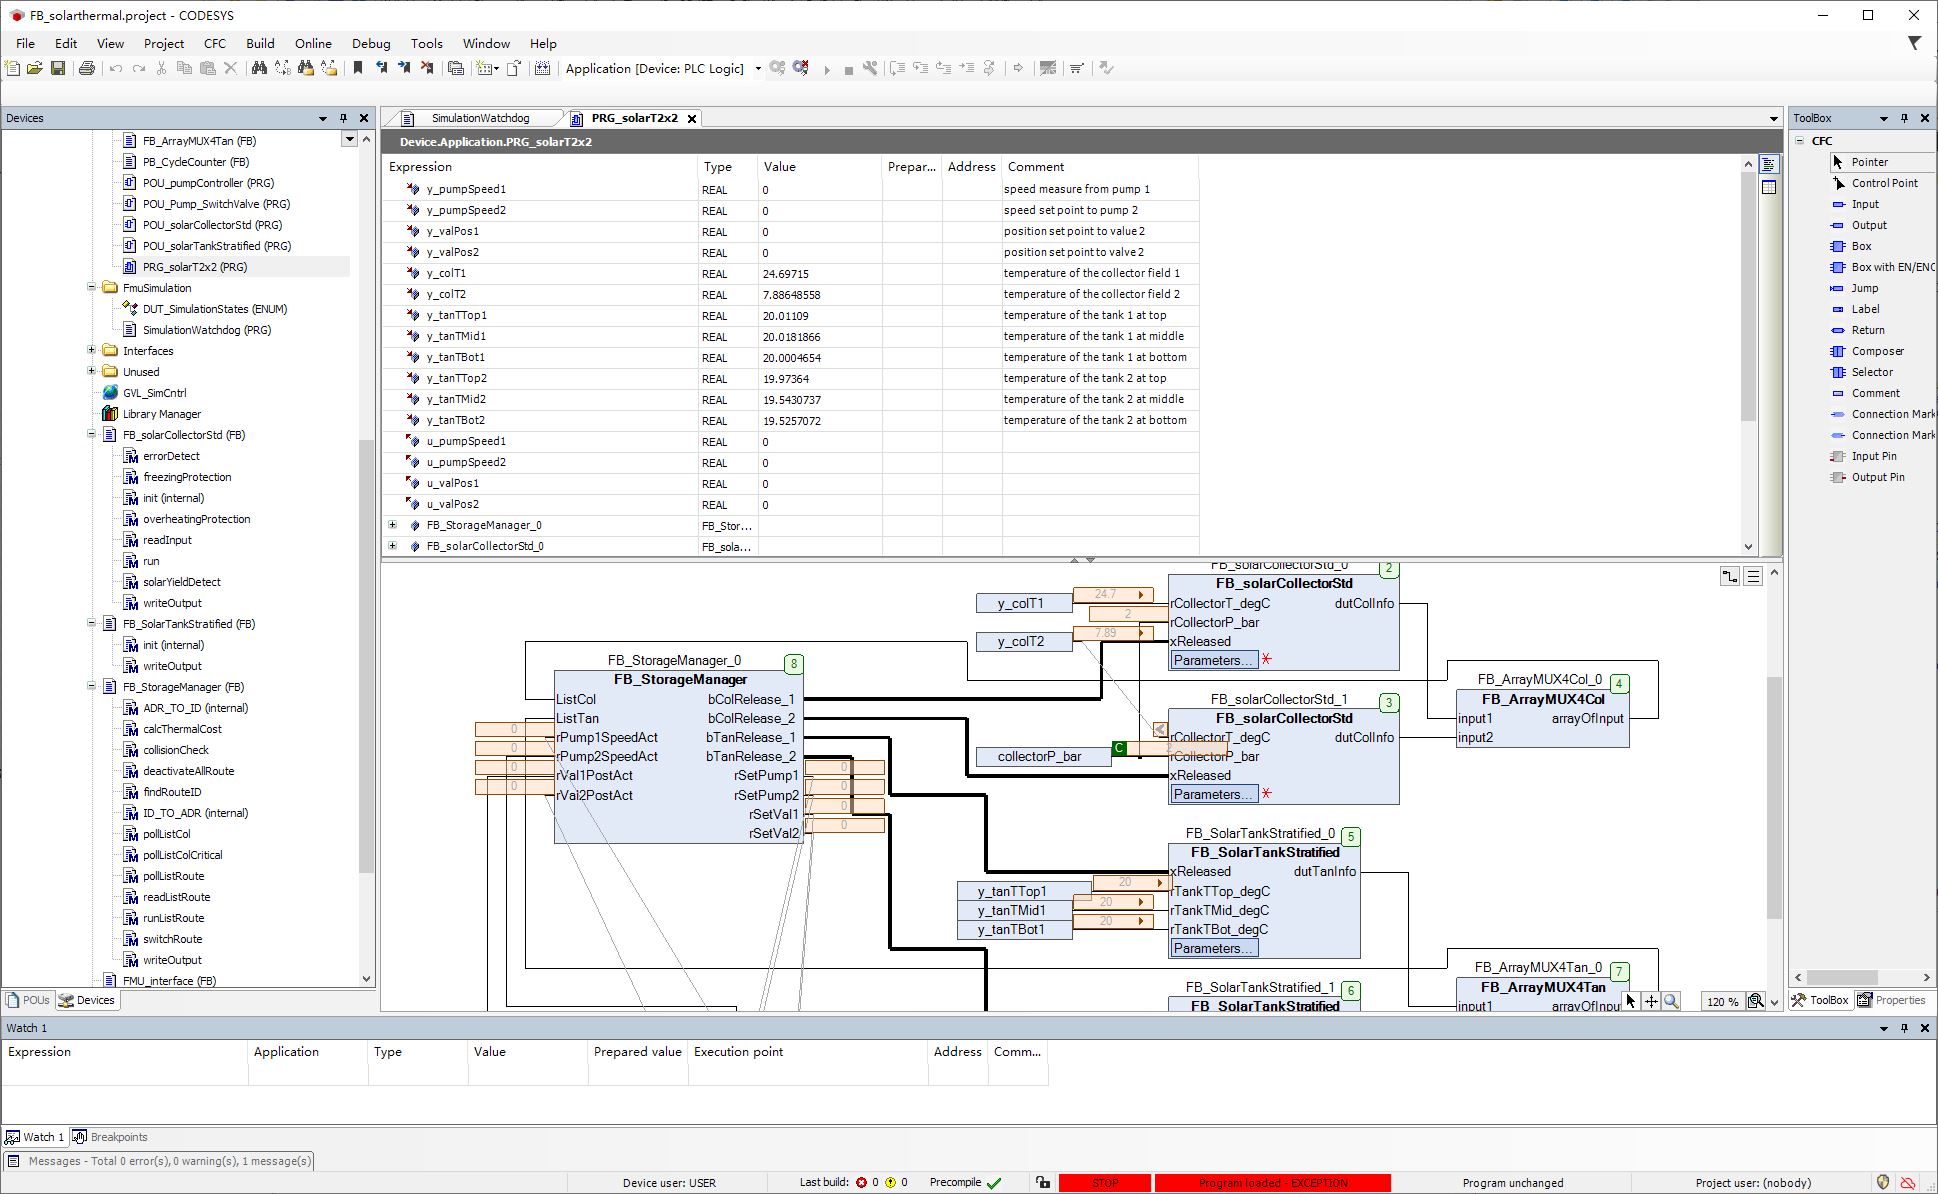 FB_solarthermal.project - CODESYS
File Edit View Project CFC Build Online Debug Tools Window Help
Application [Device: PLC Logic]
Devices
FB_ArrayMUX4Tan (FB)
PB_CycleCounter (FB)
POU_pumpController (PRG)
POU_Pump_SwitchValve (PRG)
POU_solarCollectorStd (PRG)
POU_solarTankStratified (PRG)
PRG_solarT2x2 (PRG)
FmuSimulation
DUT_SimulationStates (ENUM)
SimulationWatchdog (PRG)
Interfaces
Unused
GVL_SimCntrl
Library Manager
FB_solarCollectorStd (FB)
errorDetect
freezingProtection
init (internal)
overheatingProtection
readInput
run
solarYieldDetect
writeOutput
FB_SolarTankStratified (FB)
init (internal)
writeOutput
FB_StorageManager (FB)
ADR_TO_ID (internal)
calcThermalCost
collisionCheck
deactivateAllRoute
findRouteID
ID_TO_ADR (internal)
pollListCol
pollListColCritical
pollListRoute
readListRoute
runListRoute
switchRoute
writeOutput
FMU_interface (FB)
POUs Devices
SimulationWatchdog PRG_solarT2x2
Device.Application.PRG_solarT2x2
Expression Type Value Prepar... Address Comment
y_pumpSpeed1 REAL 0 speed measure from pump 1
y_pumpSpeed2 REAL 0 speed set point to pump 2
y_valPos1 REAL 0 position set point to value 2
y_valPos2 REAL 0 position set point to valve 2
y_colT1 REAL 24.69715 temperature of the collector field 1
y_colT2 REAL 7.88648558 temperature of the collector field 2
y_tanTTop1 REAL 20.01109 temperature of the tank 1 at top
y_tanTMid1 REAL 20.0181866 temperature of the tank 1 at middle
y_tanTBot1 REAL 20.0004654 temperature of the tank 1 at bottom
y_tanTTop2 REAL 19.97364 temperature of the tank 2 at top
y_tanTMid2 REAL 19.5430737 temperature of the tank 2 at middle
y_tanTBot2 REAL 19.5257072 temperature of the tank 2 at bottom
u_pumpSpeed1 REAL 0
u_pumpSpeed2 REAL 0
u_valPos1 REAL 0
u_valPos2 REAL 0
FB_StorageManager_0 FB_Stor...
FB_solarCollectorStd_0 FB_sola...
FB_StorageManager_0 8
FB_StorageManager
ListCol bColRelease_1
ListTan bColRelease_2
0 rPump1SpeedAct bTanRelease_1
0 rPump2SpeedAct bTanRelease_2
0 rVal1PostAct rSetPump1 0
0 rVal2PostAct rSetPump2 0
rSetVal1 0
rSetVal2 0
FB_solarCollectorStd_0 2
FB_solarCollectorStd
y_colT1 24.7 rCollectorT_degC dutColInfo
2 rCollectorP_bar
y_colT2 7.89 xReleased
Parameters...
FB_solarCollectorStd_1 3
FB_solarCollectorStd
rCollectorT_degC dutColInfo
collectorP_bar C 2 rCollectorP_bar
xReleased
Parameters...
FB_ArrayMUX4Col_0 4
FB_ArrayMUX4Col
input1 arrayOfInput
input2
FB_SolarTankStratified_0 5
FB_SolarTankStratified
xReleased dutTanInfo
y_tanTTop1 20 rTankTTop_degC
y_tanTMid1 20 rTankTMid_degC
y_tanTBot1 20 rTankTBot_degC
Parameters...
FB_SolarTankStratified_1 6
FB_SolarTankStratified
FB_ArrayMUX4Tan_0 7
FB_ArrayMUX4Tan
input1 arrayOfInpu
120 %
ToolBox
CFC
Pointer
Control Point
Input
Output
Box
Box with EN/ENO
Jump
Label
Return
Composer
Selector
Comment
Connection Mark
Connection Mark
Input Pin
Output Pin
ToolBox Properties
Watch 1
Expression Application Type Value Prepared value Execution point Address Comm...
Watch 1 Breakpoints
Messages - Total 0 error(s), 0 warning(s), 1 message(s)
Device user: USER Last build: 0 0 Precompile STOP Program loaded - EXCEPTION Program unchanged Project user: (nobody)